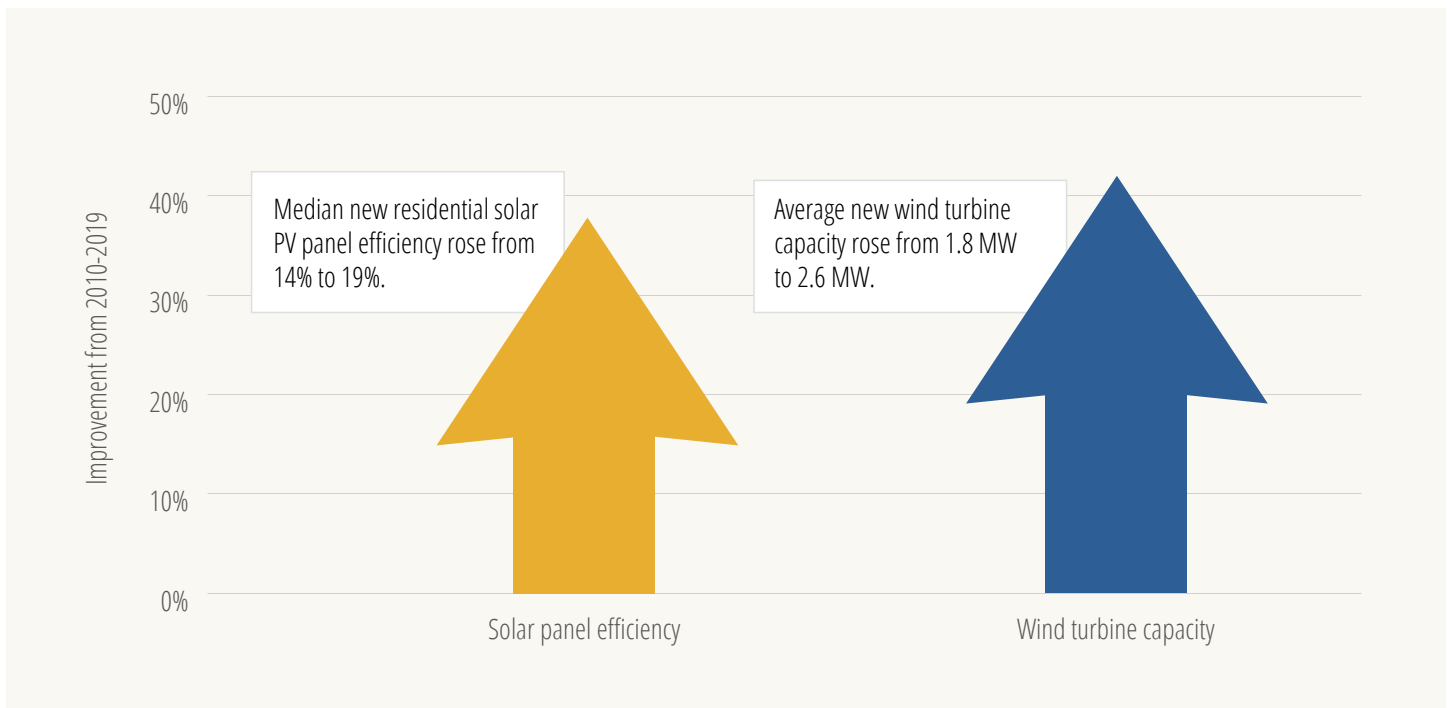 50%
40%
30%
20%
10%
0%
Improvement from 2010-2019
Median new residential solar
PV panel efficiency rose from
14% to 19%.
Average new wind turbine
capacity rose from 1.8 MW
to 2.6 MW.
Solar panel efficiency
Wind turbine capacity